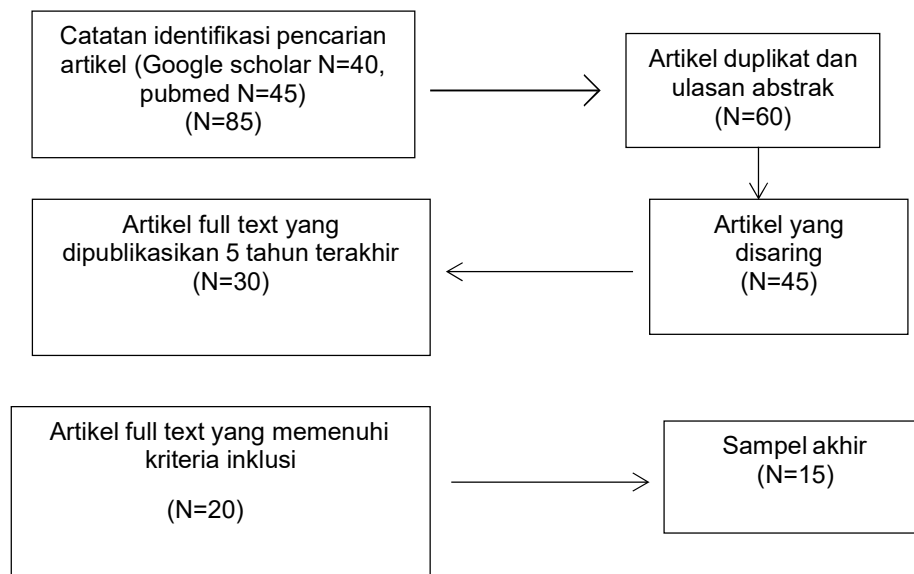 Catatan identifikasi pencarian
artikel (Google scholar N=40,
pubmed N=45)
(N=85)
Artikel duplikat dan
ulasan abstrak
(N=60)
Artikel yang
disaring
(N=45)
Artikel full text yang
dipublikasikan 5 tahun terakhir
(N=30)
Artikel full text yang memenuhi
kriteria inklusi
(N=20)
Sampel akhir
(N=15)